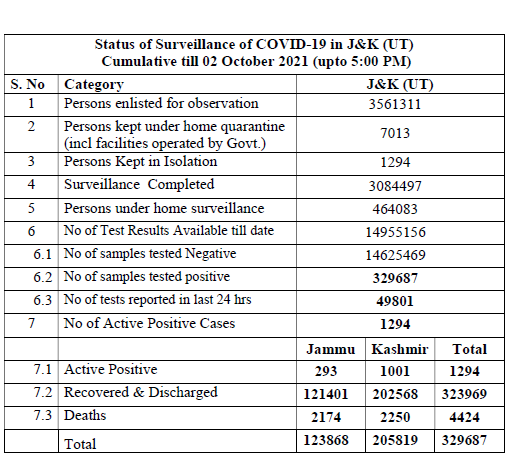 Status of Surveillance of COVID-19 in J&K (UT)
Cumulative till 02 October 2021 (upto 5:00 PM)
S. No Category J&K (UT)
1 Persons enlisted for observation 3561311
2 Persons kept under home quarantine
(incl facilities operated by Govt.) 7013
3 Persons Kept in Isolation 1294
4 Surveillance Completed 3084497
5 Persons under home surveillance 464083
6 No of Test Results Available till date 14955156
6.1 No of samples tested Negative 14625469
6.2 No of samples tested positive 329687
6.3 No of tests reported in last 24 hrs 49801
7 No of Active Positive Cases 1294
Jammu Kashmir Total
7.1 Active Positive 293 1001 1294
7.2 Recovered & Discharged 121401 202568 323969
7.3 Deaths 2174 2250 4424
Total 123868 205819 329687